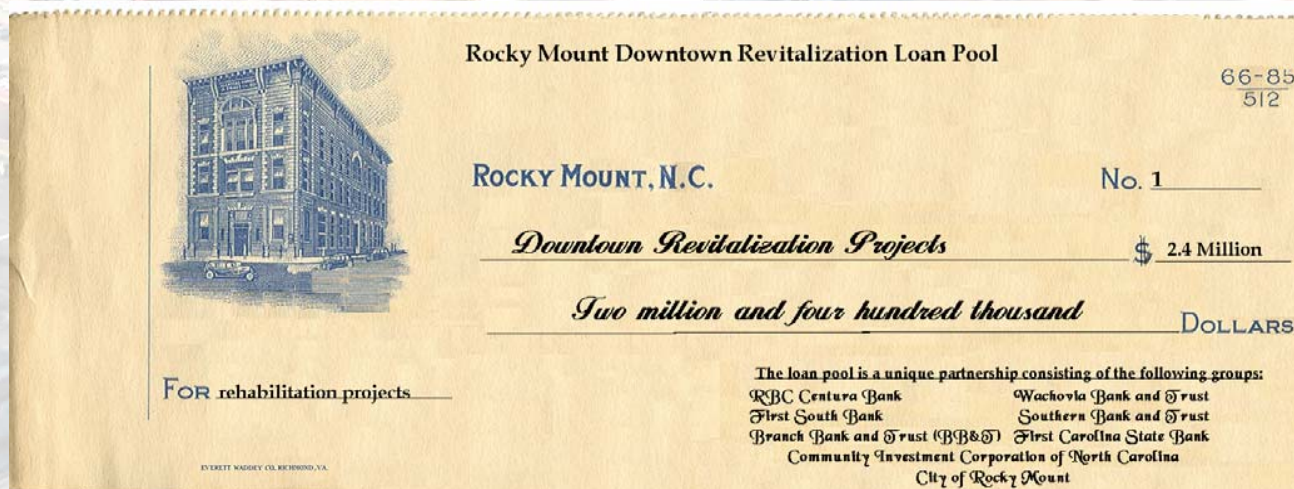 Rocky Mount Downtown Revitalization Loan Pool
66-85
512
ROCKY MOUNT, N.C.
No. 1
Downtown Revitalization Projects $ 2.4 Million
Two million and four hundred thousand DOLLARS
FOR rehabilitation projects
The loan pool is a unique partnership consisting of the following groups:
RBC Centura Bank Wachovia Bank and Trust
First South Bank Southern Bank and Trust
Branch Bank and Trust (BB&T) First Carolina State Bank
Community Investment Corporation of North Carolina
City of Rocky Mount
EVERETT WADDEY CO. RICHMOND, VA.